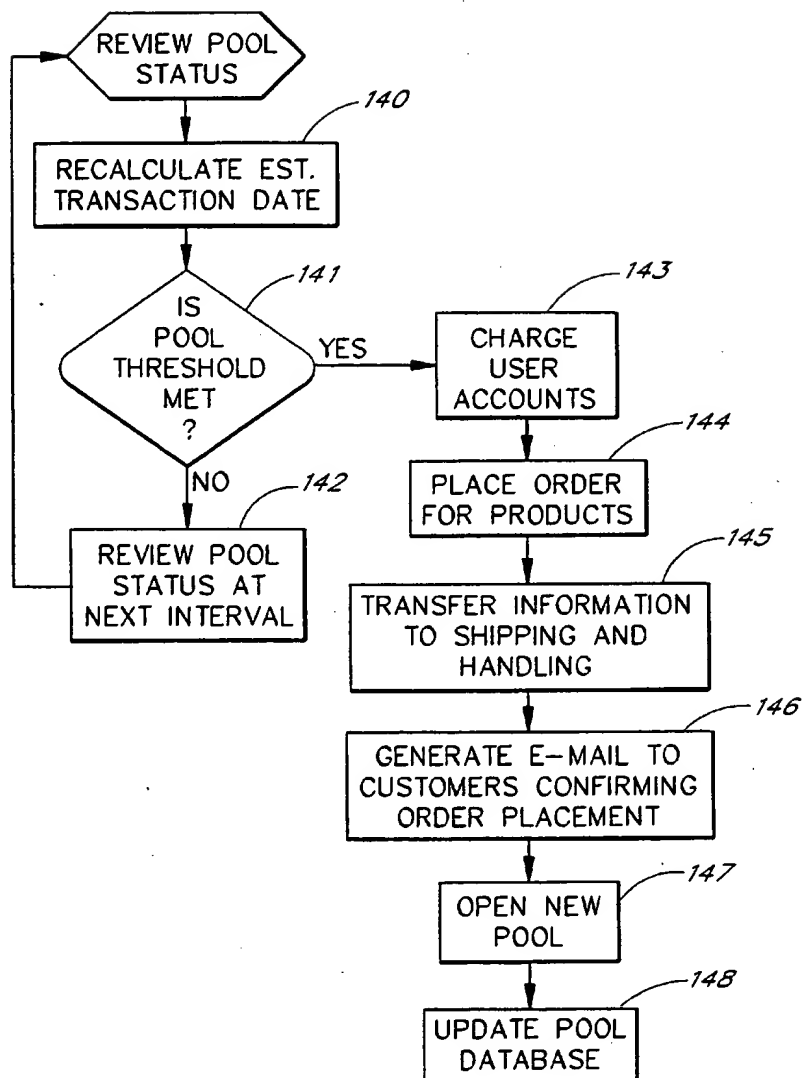 REVIEW POOL
STATUS
140
RECALCULATE EST.
TRANSACTION DATE
141
IS
POOL
THRESHOLD
MET
?
YES
NO
142
REVIEW POOL
STATUS AT
NEXT INTERVAL
143
CHARGE
USER
ACCOUNTS
144
PLACE ORDER
FOR PRODUCTS
145
TRANSFER INFORMATION
TO SHIPPING AND
HANDLING
146
GENERATE E-MAIL TO
CUSTOMERS CONFIRMING
ORDER PLACEMENT
147
OPEN NEW
POOL
148
UPDATE POOL
DATABASE